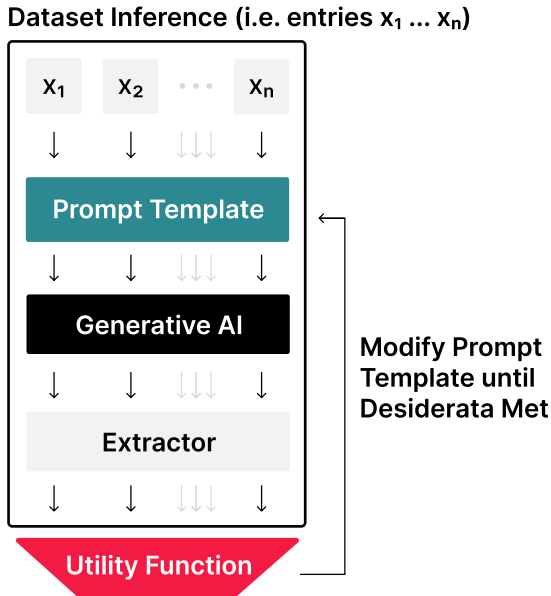 Dataset Inference (i.e. entries x₁ ... xₙ)
x₁ x₂ ... xₙ
Prompt Template
Generative AI
Modify Prompt
Template until
Desiderata Met
Extractor
Utility Function